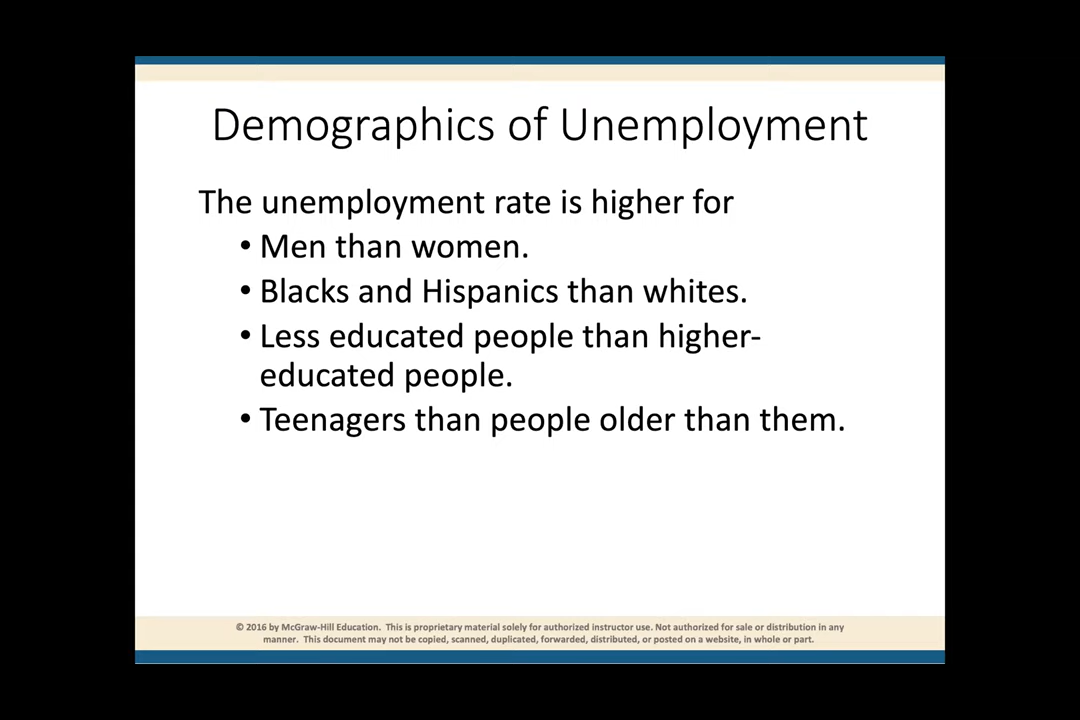 Demographics of Unemployment
The unemployment rate is higher for
• Men than women.
• Blacks and Hispanics than whites.
• Less educated people than higher-
educated people.
• Teenagers than people older than them.
© 2016 by McGraw-Hill Education. This is proprietary material solely for authorized instructor use. Not authorized for sale or distribution in any
manner. This document may not be copied, scanned, duplicated, forwarded, distributed, or posted on a website, in whole or part.